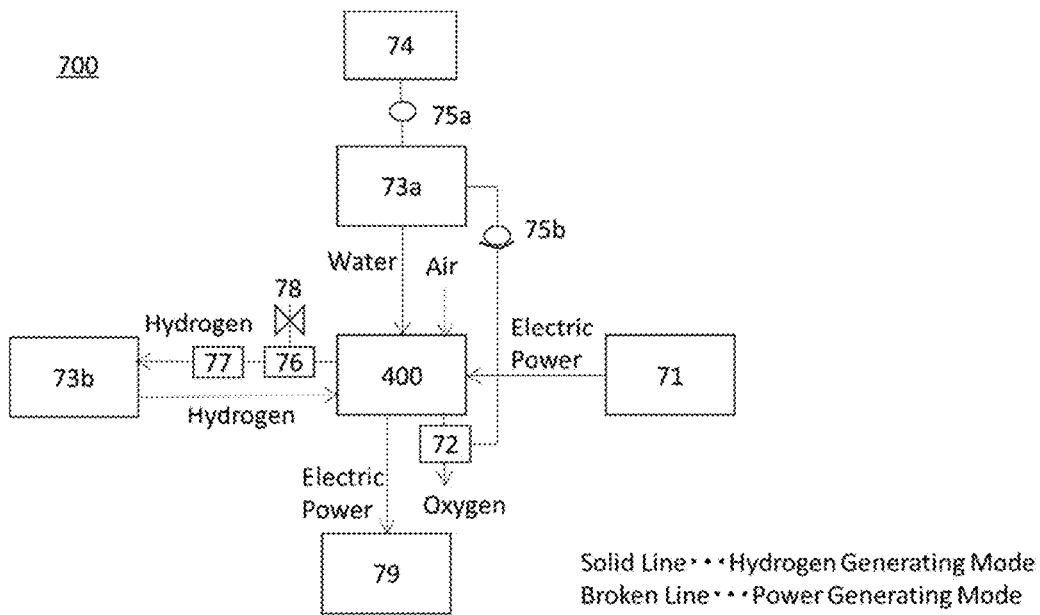 74
700
75a
73a
75b
Water
Air
78
Hydrogen
Electric
Power
77
76
73b
400
71
Hydrogen
72
Electric
Power
Oxygen
79
Solid Line･･･Hydrogen Generating Mode
Broken Line･･･Power Generating Mode